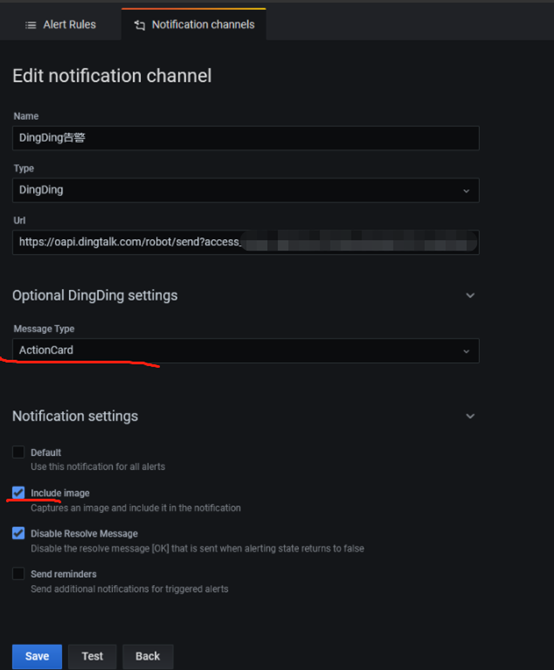 Alert Rules
Notification channels
Edit notification channel
Name
DingDing告警
Type
DingDing
Url
https://oapi.dingtalk.com/robot/send?access_
Optional DingDing settings
Message Type
ActionCard
Notification settings
Default
Use this notification for all alerts
Include image
Captures an image and include it in the notification
Disable Resolve Message
Disable the resolve message [OK] that is sent when alerting state returns to false
Send reminders
Send additional notifications for triggered alerts
Save Test Back